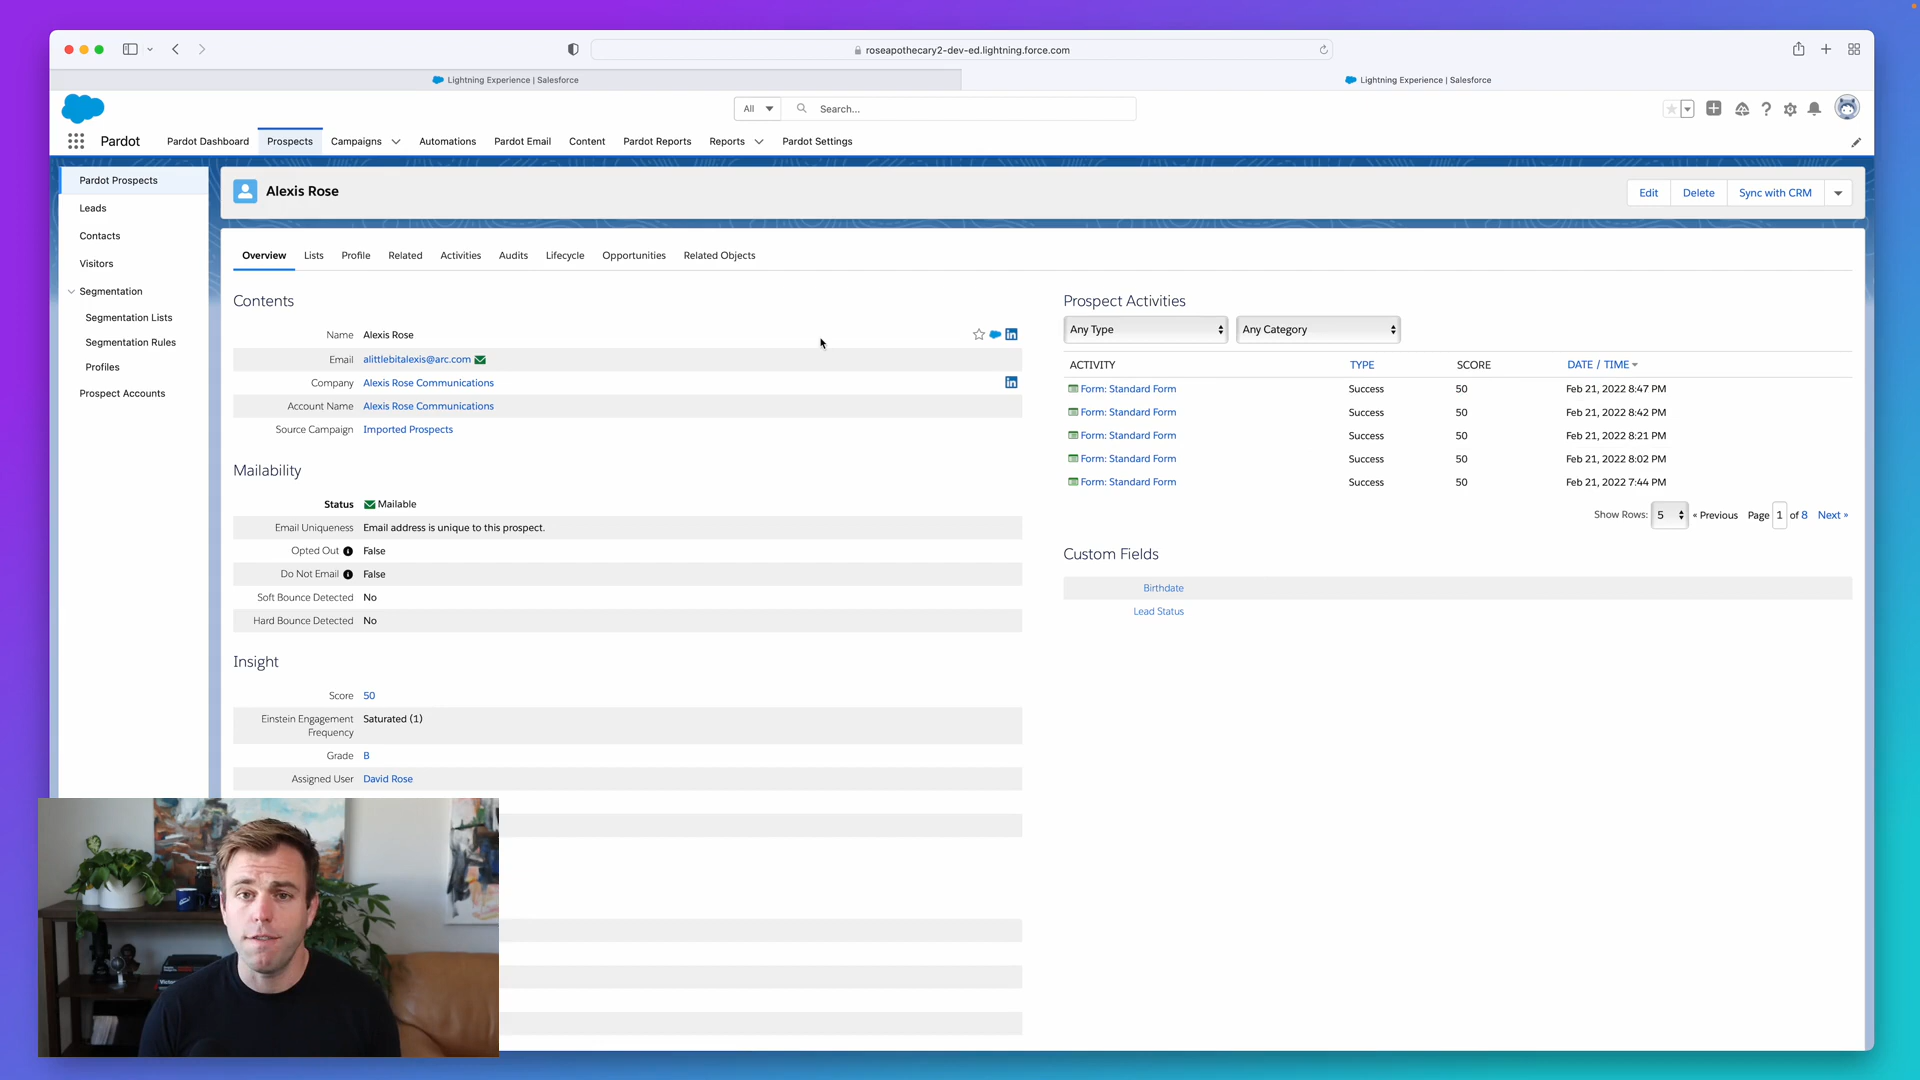 roseapothecary2-dev-ed.lightning.force.com
Lightning Experience | Salesforce
Lightning Experience | Salesforce
All
Search...
Pardot
Pardot Dashboard
Prospects
Campaigns
Automations
Pardot Email
Content
Pardot Reports
Reports
Pardot Settings
Pardot Prospects
Leads
Contacts
Visitors
Segmentation
Segmentation Lists
Segmentation Rules
Profiles
Prospect Accounts
Alexis Rose
Edit
Delete
Sync with CRM
Overview
Lists
Profile
Related
Activities
Audits
Lifecycle
Opportunities
Related Objects
Contents
Name Alexis Rose
Email alittlebitalexis@arc.com
Company Alexis Rose Communications
Account Name Alexis Rose Communications
Source Campaign Imported Prospects
Mailability
Status Mailable
Email Uniqueness Email address is unique to this prospect.
Opted Out False
Do Not Email False
Soft Bounce Detected No
Hard Bounce Detected No
Insight
Score 50
Einstein Engagement Frequency Saturated (1)
Grade B
Assigned User David Rose
Prospect Activities
Any Type
Any Category
ACTIVITY TYPE SCORE DATE / TIME
Form: Standard Form Success 50 Feb 21, 2022 8:47 PM
Form: Standard Form Success 50 Feb 21, 2022 8:42 PM
Form: Standard Form Success 50 Feb 21, 2022 8:21 PM
Form: Standard Form Success 50 Feb 21, 2022 8:02 PM
Form: Standard Form Success 50 Feb 21, 2022 7:44 PM
Show Rows: 5 « Previous Page 1 of 8 Next »
Custom Fields
Birthdate
Lead Status